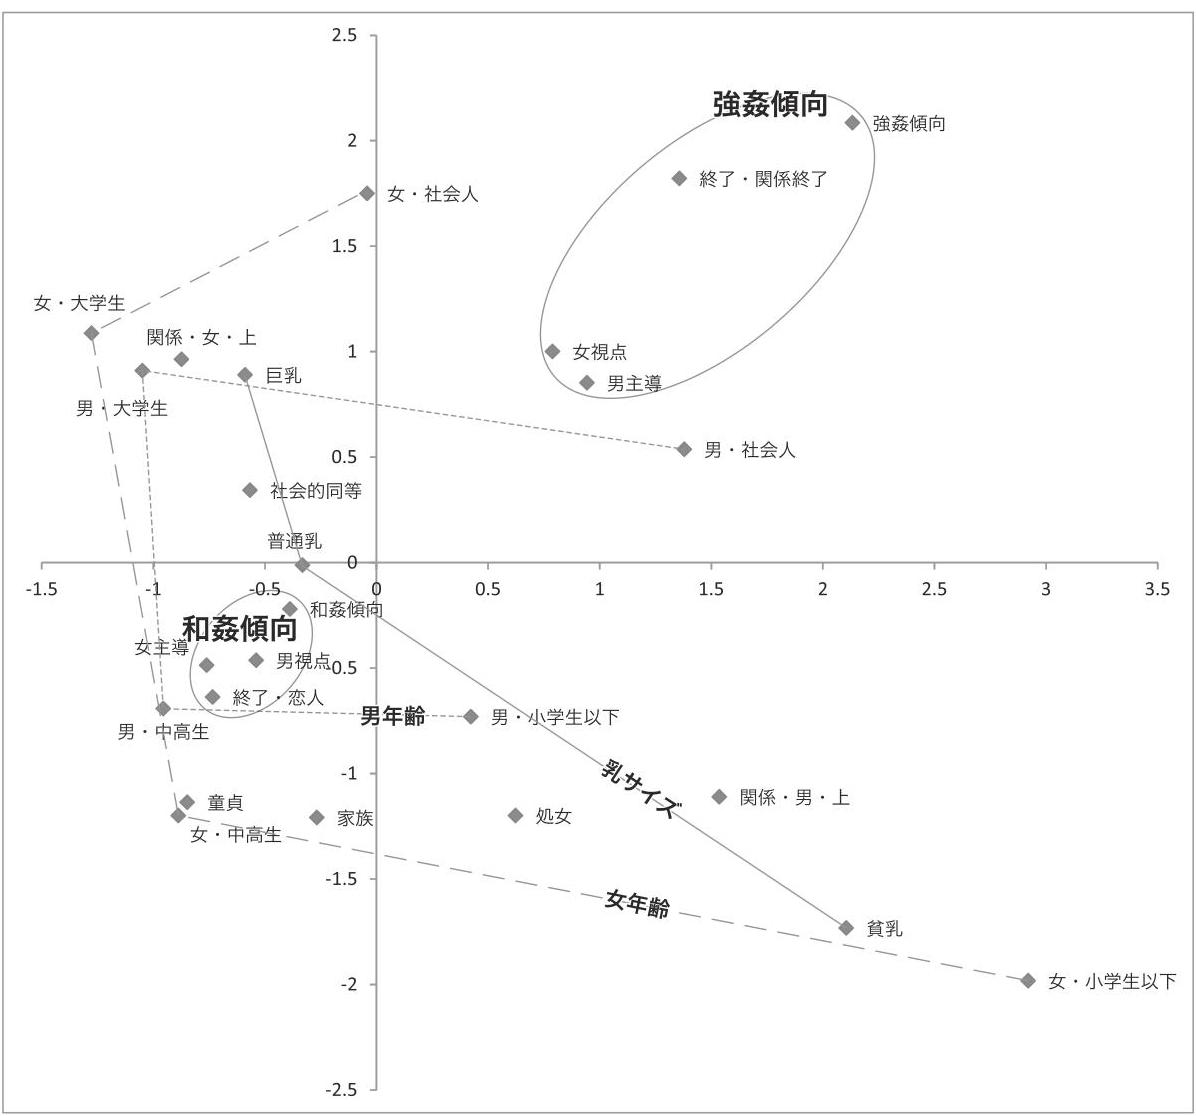 2.5
強姦傾向
強姦傾向
2
終了・関係終了
女・社会人
1.5
女・大学生
関係・女・上
1
女視点
巨乳
男主導
男・大学生
男・社会人
0.5
社会的同等
普通乳
0
-1.5
-1
-0.5
0
0.5
1
1.5
2
2.5
3
3.5
和姦傾向
和姦傾向
女主導
男視点
-0.5
終了・恋人
男年齢
男・小学生以下
男・中高生
-1
乳サイズ
関係・男・上
童貞
家族
処女
女・中高生
-1.5
女年齢
貧乳
女・小学生以下
-2
-2.5